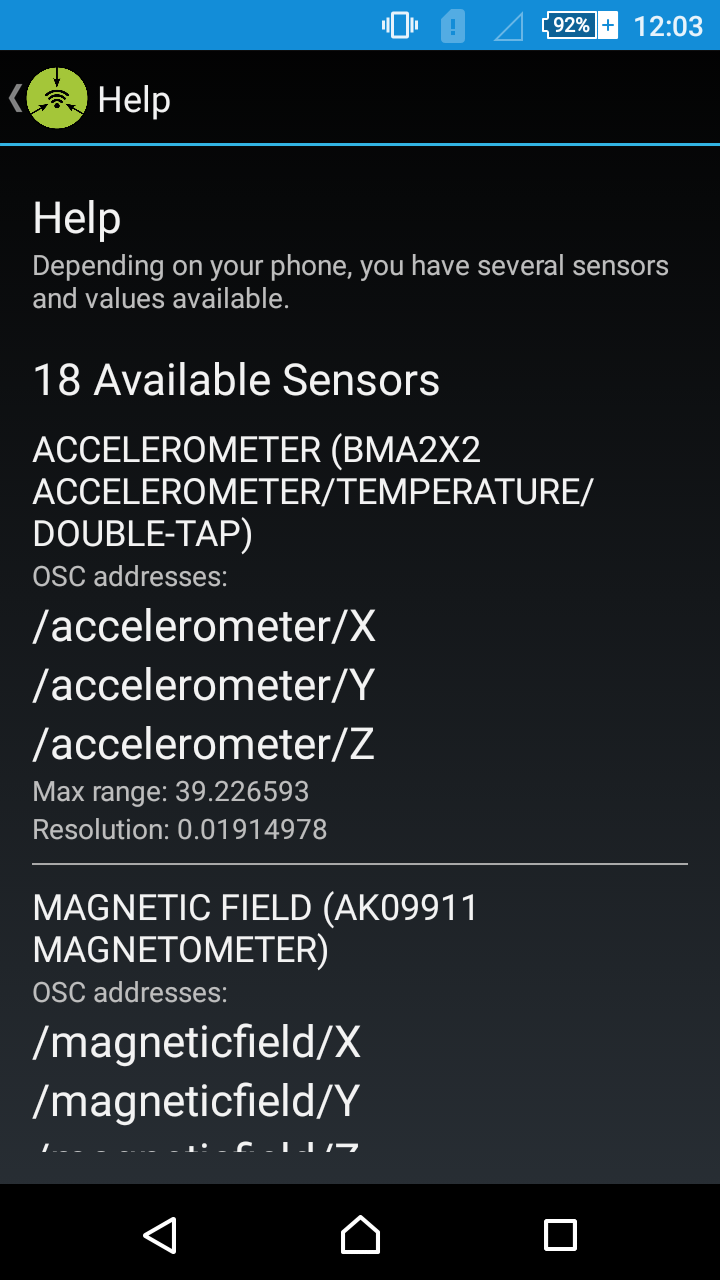 92%
12:03
Help
Help
Depending on your phone, you have several sensors
and values available.
18 Available Sensors
ACCELEROMETER (BMA2X2
ACCELEROMETER/TEMPERATURE/
DOUBLE-TAP)
OSC addresses:
/accelerometer/X
/accelerometer/Y
/accelerometer/Z
Max range: 39.226593
Resolution: 0.01914978
MAGNETIC FIELD (AK09911
MAGNETOMETER)
OSC addresses:
/magneticfield/X
/magneticfield/Y
/magneticfield/Z